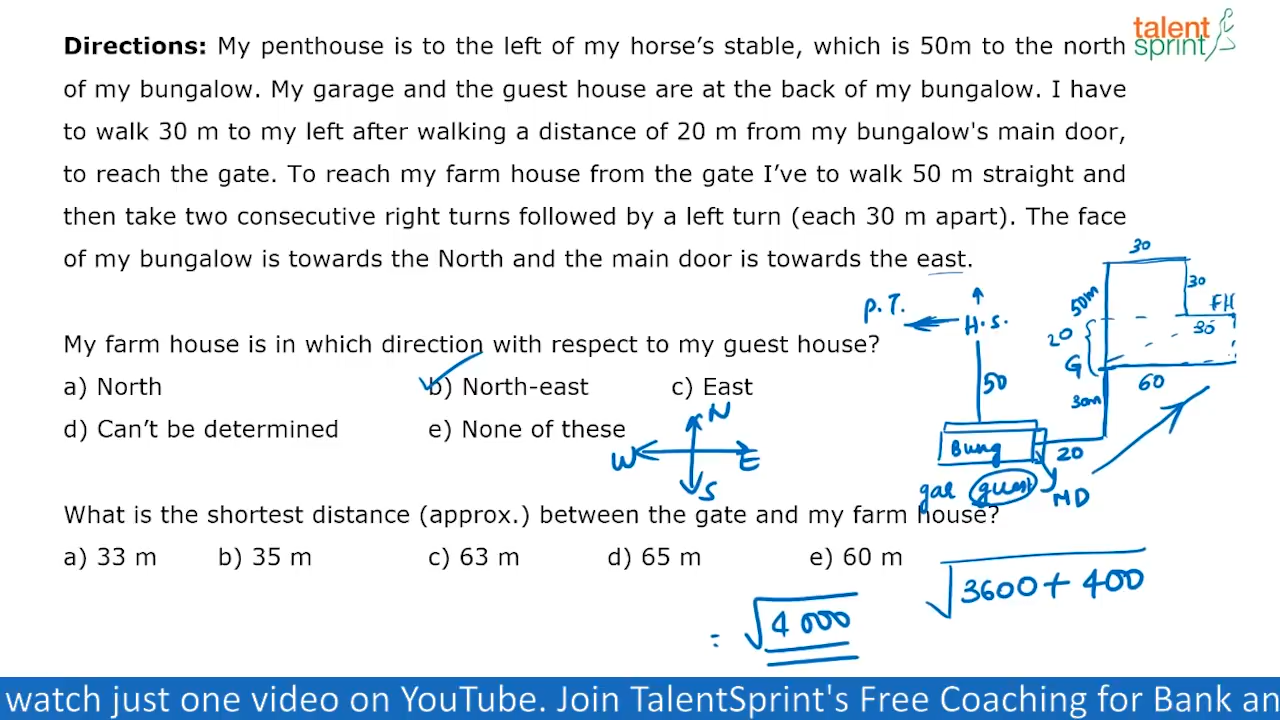 talent
sprint
Directions: My penthouse is to the left of my horse's stable, which is 50m to the north
of my bungalow. My garage and the guest house are at the back of my bungalow. I have
to walk 30 m to my left after walking a distance of 20 m from my bungalow's main door,
to reach the gate. To reach my farm house from the gate I've to walk 50 m straight and
then take two consecutive right turns followed by a left turn (each 30 m apart). The face
of my bungalow is towards the North and the main door is towards the east.
30
50m
30
P.T.
H.S.
FH
20
30
My farm house is in which direction with respect to my guest house?
G
a) North
b) North-east
c) East
50
60
30m
N
d) Can't be determined
e) None of these
W
E
S
Bung
20
gar
guest
MD
What is the shortest distance (approx.) between the gate and my farm house?
a) 33 m
b) 35 m
c) 63 m
d) 65 m
e) 60 m
√3600 + 400
= √4000
watch just one video on YouTube. Join TalentSprint's Free Coaching for Bank an